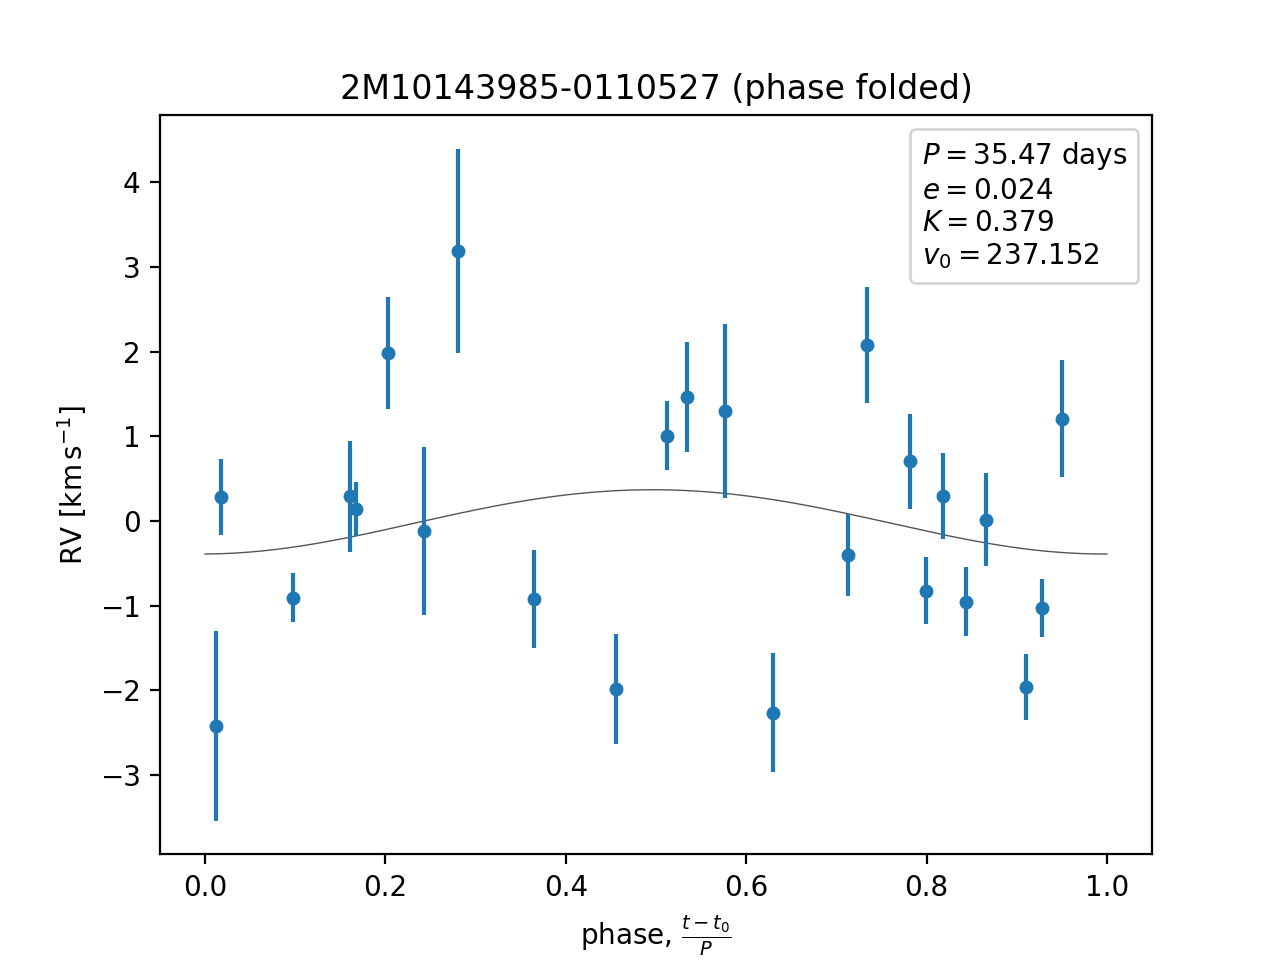 2M10143985-0110527 (phase folded)
P = 35.47 days
e = 0.024
K = 0.379
v₀ = 237.152
RV [km s⁻¹]
4
3
2
1
0
−1
−2
−3
0.0 0.2 0.4 0.6 0.8 1.0
phase, (t − t₀)/P